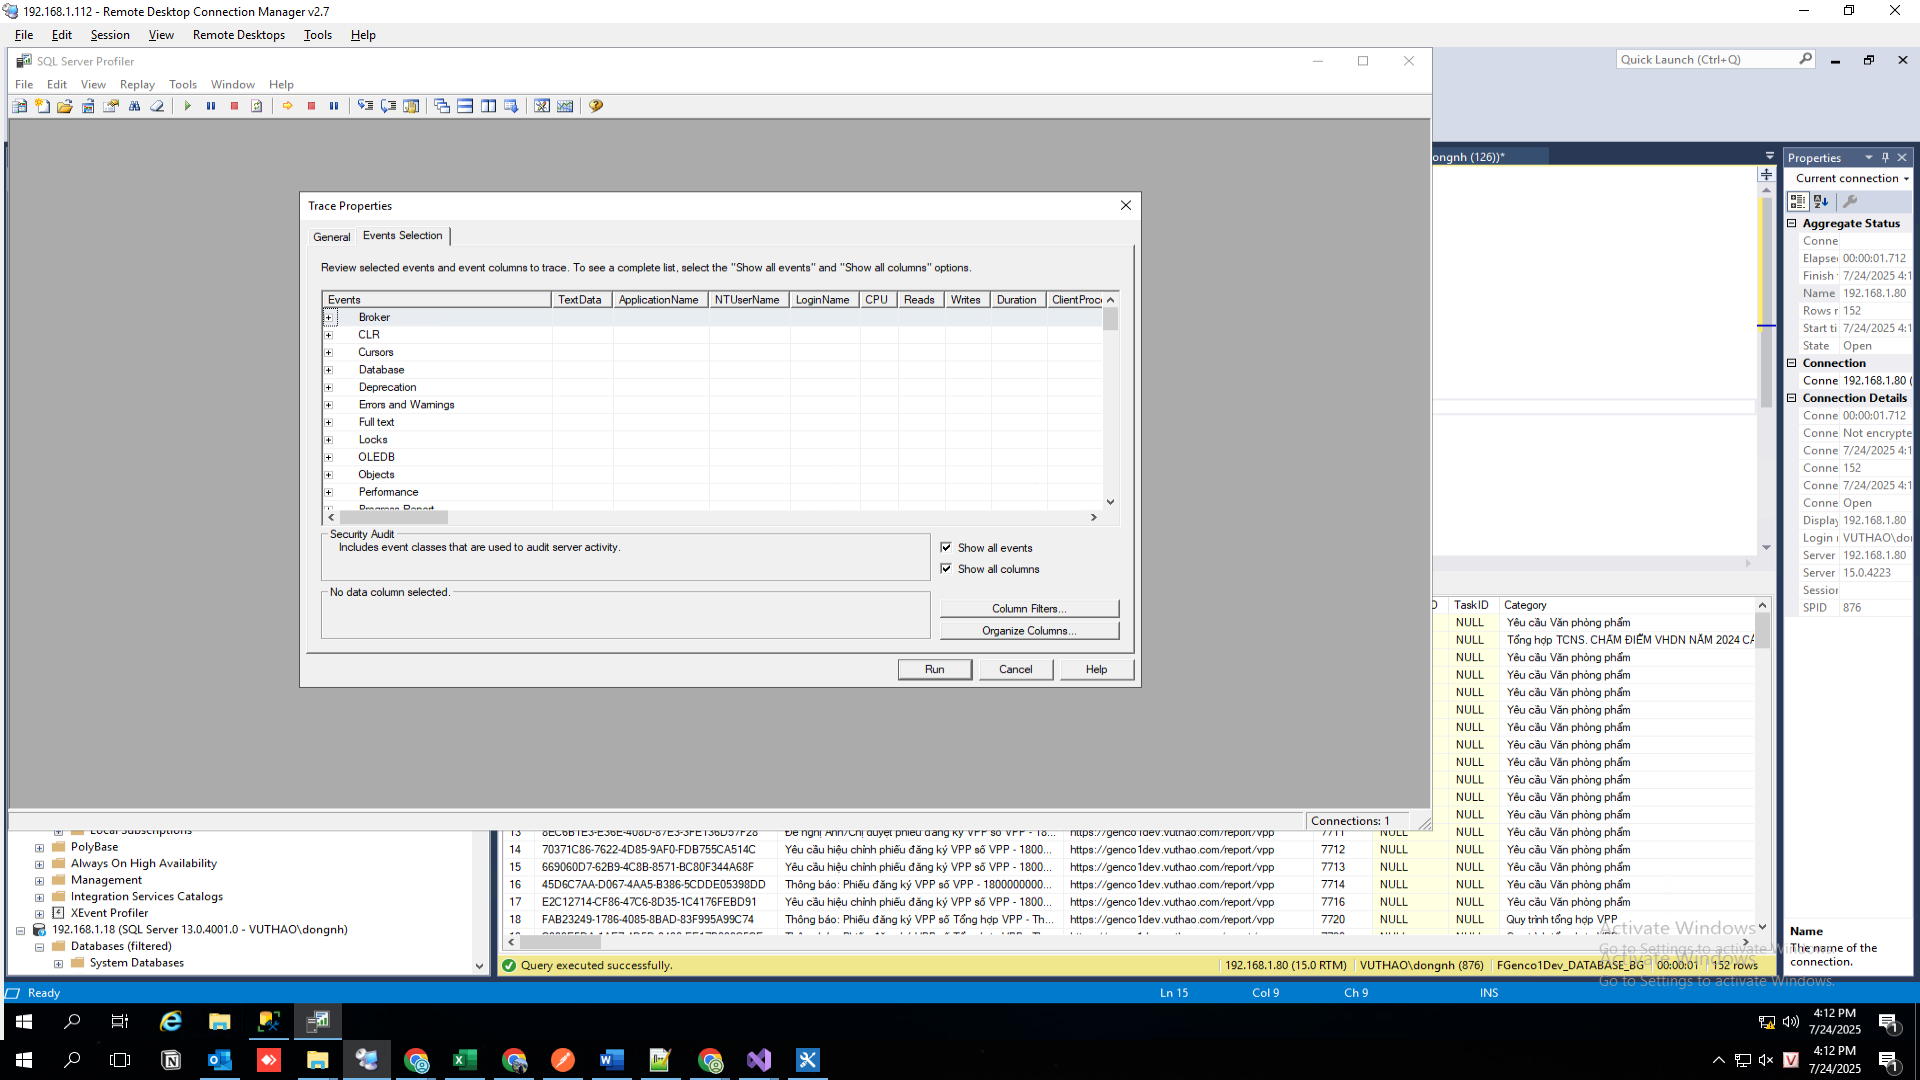 192.168.1.112 - Remote Desktop Connection Manager v2.7
File Edit Session View Remote Desktops Tools Help
SQL Server Profiler
Quick Launch (Ctrl+Q)
File Edit View Replay Tools Window Help
ongnh (126))*
Properties
Current connection
Trace Properties
General Events Selection
Review selected events and event columns to trace. To see a complete list, select the "Show all events" and "Show all columns" options.
Events TextData ApplicationName NTUserName LoginName CPU Reads Writes Duration ClientProc
Broker
CLR
Cursors
Database
Deprecation
Errors and Warnings
Full text
Locks
OLEDB
Objects
Performance
Progress Report
Security Audit
Includes event classes that are used to audit server activity.
Show all events
Show all columns
No data column selected.
Column Filters...
Organize Columns...
Run Cancel Help
Connections: 1
Aggregate Status
Conne
Elapse 00:00:01.712
Finish 7/24/2025 4:1
Name 192.168.1.80
Rows r 152
Start ti 7/24/2025 4:1
State Open
Connection
Conne 192.168.1.80 (
Connection Details
Conne 00:00:01.712
Conne Not encrypte
Conne 7/24/2025 4:1
Conne 152
Conne 7/24/2025 4:1
Conne Open
Display 192.168.1.80
Login VUTHAO\don
Server 192.168.1.80
Server 15.0.4223
Session
SPID 876
Name
The name of the connection.
TaskID Category
NULL Yêu cầu Văn phòng phẩm
NULL Tổng hợp TCNS. CHẤM ĐIỂM VHDN NĂM 2024 CÁ
NULL Yêu cầu Văn phòng phẩm
NULL Yêu cầu Văn phòng phẩm
NULL Yêu cầu Văn phòng phẩm
NULL Yêu cầu Văn phòng phẩm
NULL Yêu cầu Văn phòng phẩm
NULL Yêu cầu Văn phòng phẩm
NULL Yêu cầu Văn phòng phẩm
NULL Yêu cầu Văn phòng phẩm
NULL Yêu cầu Văn phòng phẩm
NULL Yêu cầu Văn phòng phẩm
13 8EC6B1E3-E36E-408D-87E3-3FE136D57F28 Đề nghị Anh/Chị duyệt phiếu đăng ký VPP số VPP - 18... https://genco1dev.vuthao.com/report/vpp 7711 NULL NULL Yêu cầu Văn phòng phẩm
14 70371C86-7622-4D85-9AF0-FDB755CA514C Yêu cầu hiệu chỉnh phiếu đăng ký VPP số VPP - 1800... https://genco1dev.vuthao.com/report/vpp 7712 NULL NULL Yêu cầu Văn phòng phẩm
15 669060D7-62B9-4C8B-8571-BC80F344A68F Yêu cầu hiệu chỉnh phiếu đăng ký VPP số VPP - 1800... https://genco1dev.vuthao.com/report/vpp 7713 NULL NULL Yêu cầu Văn phòng phẩm
16 45D6C7AA-D067-4AA5-B386-5CDDE05398DD Thông báo: Phiếu đăng ký VPP số VPP - 1800000000... https://genco1dev.vuthao.com/report/vpp 7714 NULL NULL Yêu cầu Văn phòng phẩm
17 E2C12714-CF86-47C6-8D35-1C4176FEBD91 Yêu cầu hiệu chỉnh phiếu đăng ký VPP số VPP - 1800... https://genco1dev.vuthao.com/report/vpp 7716 NULL NULL Yêu cầu Văn phòng phẩm
18 FAB23249-1786-4085-8BAD-83F995A99C74 Thông báo: Phiếu đăng ký VPP số Tổng hợp VPP - Th... https://genco1dev.vuthao.com/report/vpp 7720 NULL NULL Quy trình tổng hợp VPP
Local Subscriptions
PolyBase
Always On High Availability
Management
Integration Services Catalogs
XEvent Profiler
192.168.1.18 (SQL Server 13.0.4001.0 - VUTHAO\dongnh)
Databases (filtered)
System Databases
Query executed successfully. 192.168.1.80 (15.0 RTM) VUTHAO\dongnh (876) FGenco1Dev_DATABASE_BG 00:00:01 152 rows
Activate Windows
Go to Settings to activate Windows.
Activate Windows
Go to Settings to activate Windows.
Ready Ln 15 Col 9 Ch 9 INS
4:12 PM
7/24/2025
1
4:12 PM
7/24/2025
1